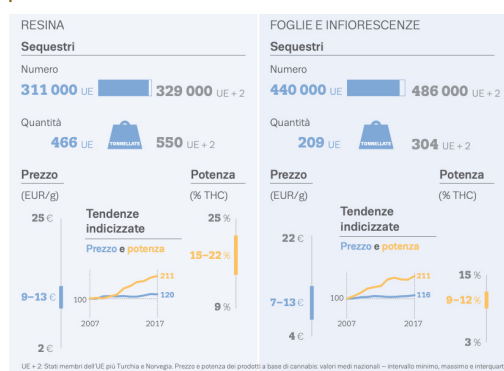 RESINA
Sequestri
Numero
311 000 UE
329 000 UE + 2
Quantità
466 UE
TONNELLATE
550 UE + 2
Prezzo
(EUR/g)
Potenza
(% THC)
25 €
9–13 €
2 €
Tendenze
indicizzate
Prezzo e potenza
211
120
100
2007
2017
25 %
15–22 %
9 %
FOGLIE E INFIORESCENZE
Sequestri
Numero
440 000 UE
486 000 UE + 2
Quantità
209 UE
TONNELLATE
304 UE + 2
Prezzo
(EUR/g)
Potenza
(% THC)
22 €
7–13 €
4 €
Tendenze
indicizzate
Prezzo e potenza
211
116
100
2007
2017
15 %
9–12 %
3 %
UE + 2: Stati membri dell'UE più Turchia e Norvegia. Prezzo e potenza dei prodotti a base di cannabis: valori medi nazionali – intervallo minimo, massimo e interquart